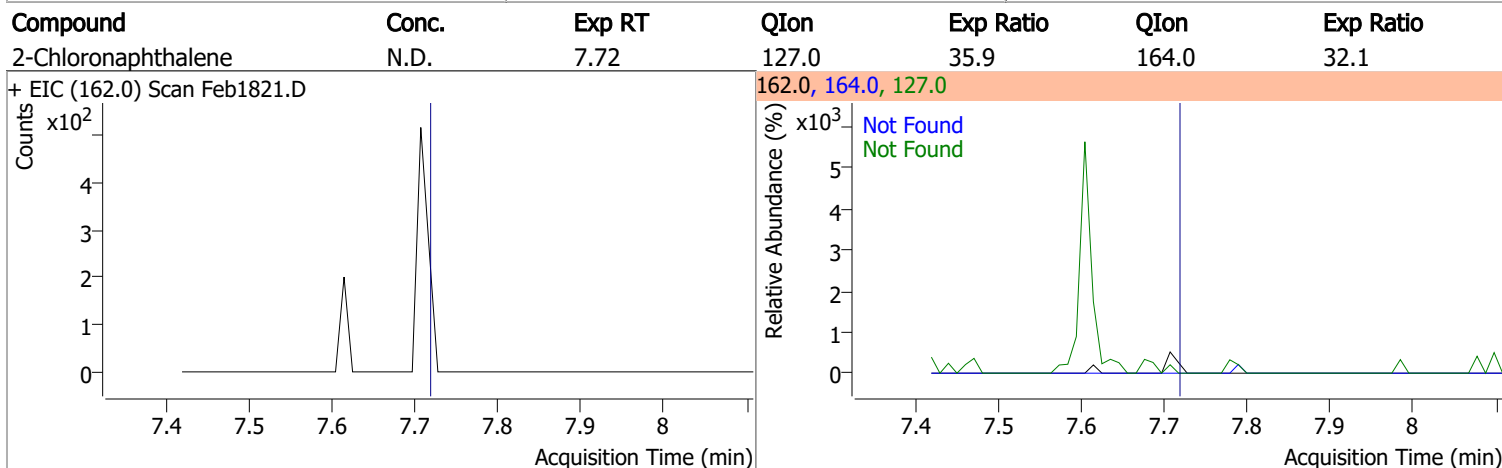 Compound Conc. Exp RT QIon Exp Ratio QIon Exp Ratio
2-Chloronaphthalene N.D. 7.72 127.0 35.9 164.0 32.1
+ EIC (162.0) Scan Feb1821.D
Counts
x10²
4
3
2
1
0
7.4 7.5 7.6 7.7 7.8 7.9 8
Acquisition Time (min)
162.0, 164.0, 127.0
Relative Abundance (%)
x10³
Not Found
Not Found
5
4
3
2
1
0
7.4 7.5 7.6 7.7 7.8 7.9 8
Acquisition Time (min)